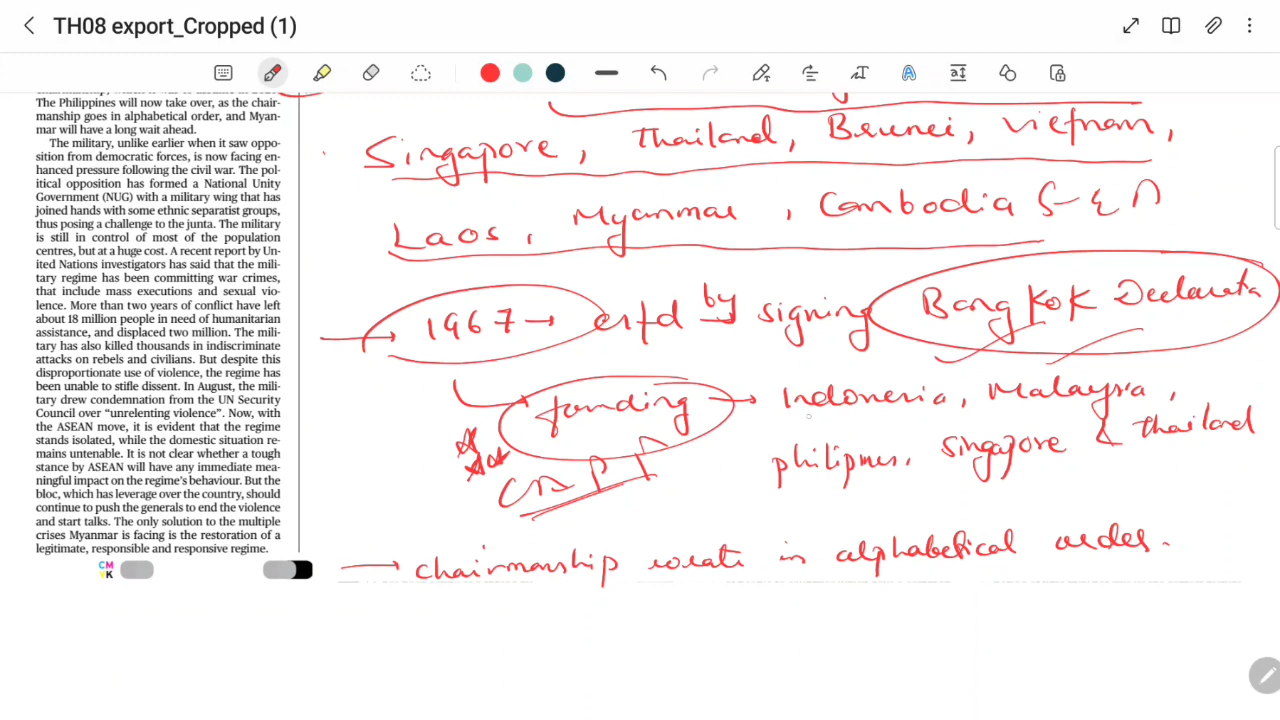 TH08 export_Cropped (1)
The Philippines will now take over, as the chair-
manship goes in alphabetical order, and Myan-
mar will have a long wait ahead.
The military, unlike earlier when it saw oppo-
sition from democratic forces, is now facing en-
hanced pressure following the civil war. The pol-
itical opposition has formed a National Unity
Government (NUG) with a military wing that has
joined hands with some ethnic separatist groups,
thus posing a challenge to the junta. The military
is still in control of most of the population
centres, but at a huge cost. A recent report by Un-
ited Nations investigators has said that the mili-
tary regime has been committing war crimes,
that include mass executions and sexual vio-
lence. More than two years of conflict have left
about 18 million people in need of humanitarian
assistance, and displaced two million. The mili-
tary has also killed thousands in indiscriminate
attacks on rebels and civilians. But despite this
disproportionate use of violence, the regime has
been unable to stifle dissent. In August, the mili-
tary drew condemnation from the UN Security
Council over “unrelenting violence”. Now, with
the ASEAN move, it is evident that the regime
stands isolated, while the domestic situation re-
mains untenable. It is not clear whether a tough
stance by ASEAN will have any immediate mea-
ningful impact on the regime’s behaviour. But the
bloc, which has leverage over the country, should
continue to push the generals to end the violence
and start talks. The only solution to the multiple
crises Myanmar is facing is the restoration of a
legitimate, responsible and responsive regime.
CM
YK
Singapore, Thailand, Brunei, Vietnam,
Laos, Myanmar, Cambodia
1967 → estd by signing Bangkok
founding → Indonesia, Malaysia,
Singapore & Thailand
→ chairmanship in alphabetical order.